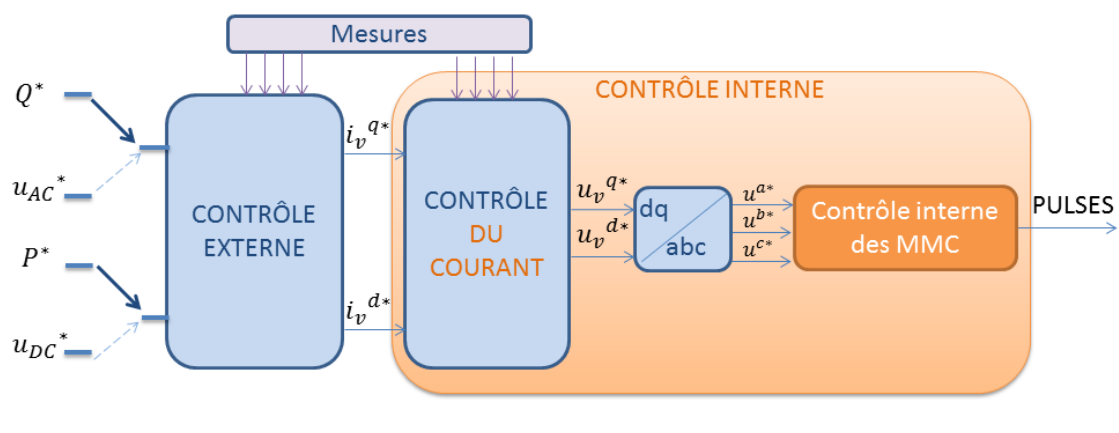 Mesures
CONTRÔLE INTERNE
Q*
u_AC*
P*
u_DC*
CONTRÔLE
EXTERNE
i_v^q*
i_v^d*
CONTRÔLE
DU
COURANT
u_v^q*
u_v^d*
dq
abc
u^a*
u^b*
u^c*
Contrôle interne
des MMC
PULSES